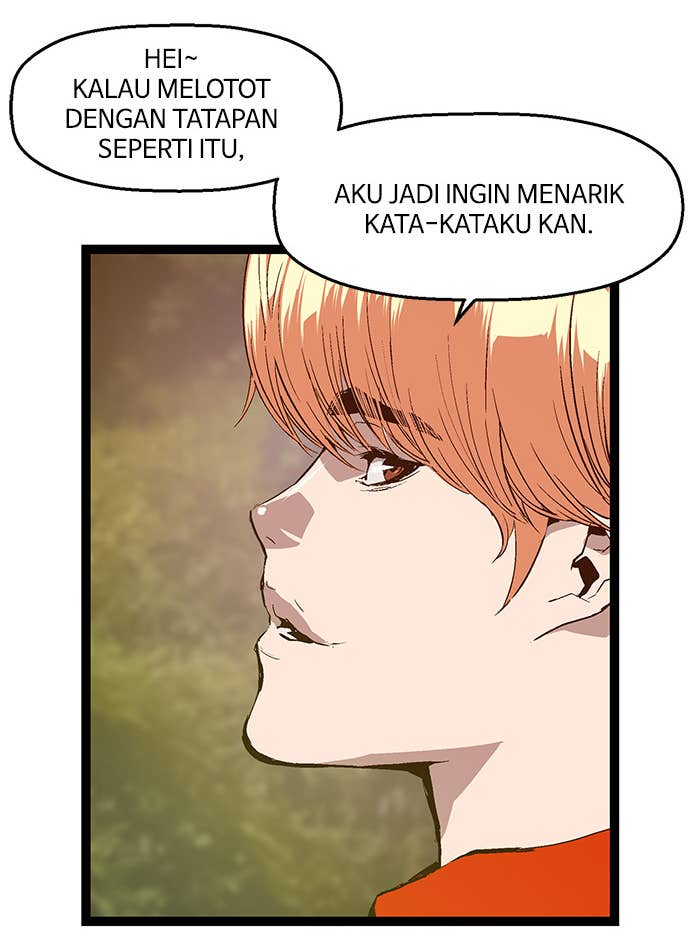 HEI~
KALAU MELOTOT
DENGAN TATAPAN
SEPERTI ITU,
AKU JADI INGIN MENARIK
KATA-KATAKU KAN.